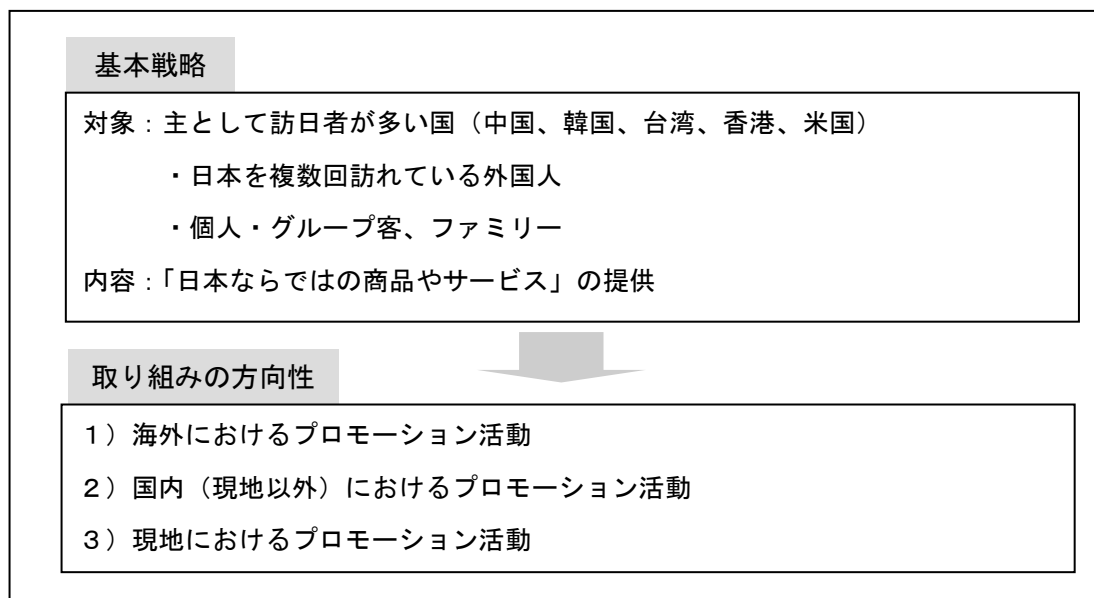 基本戦略
対象：主として訪日者が多い国（中国、韓国、台湾、香港、米国）
・日本を複数回訪れている外国人
・個人・グループ客、ファミリー
内容：「日本ならではの商品やサービス」の提供
取り組みの方向性
１）海外におけるプロモーション活動
２）国内（現地以外）におけるプロモーション活動
３）現地におけるプロモーション活動